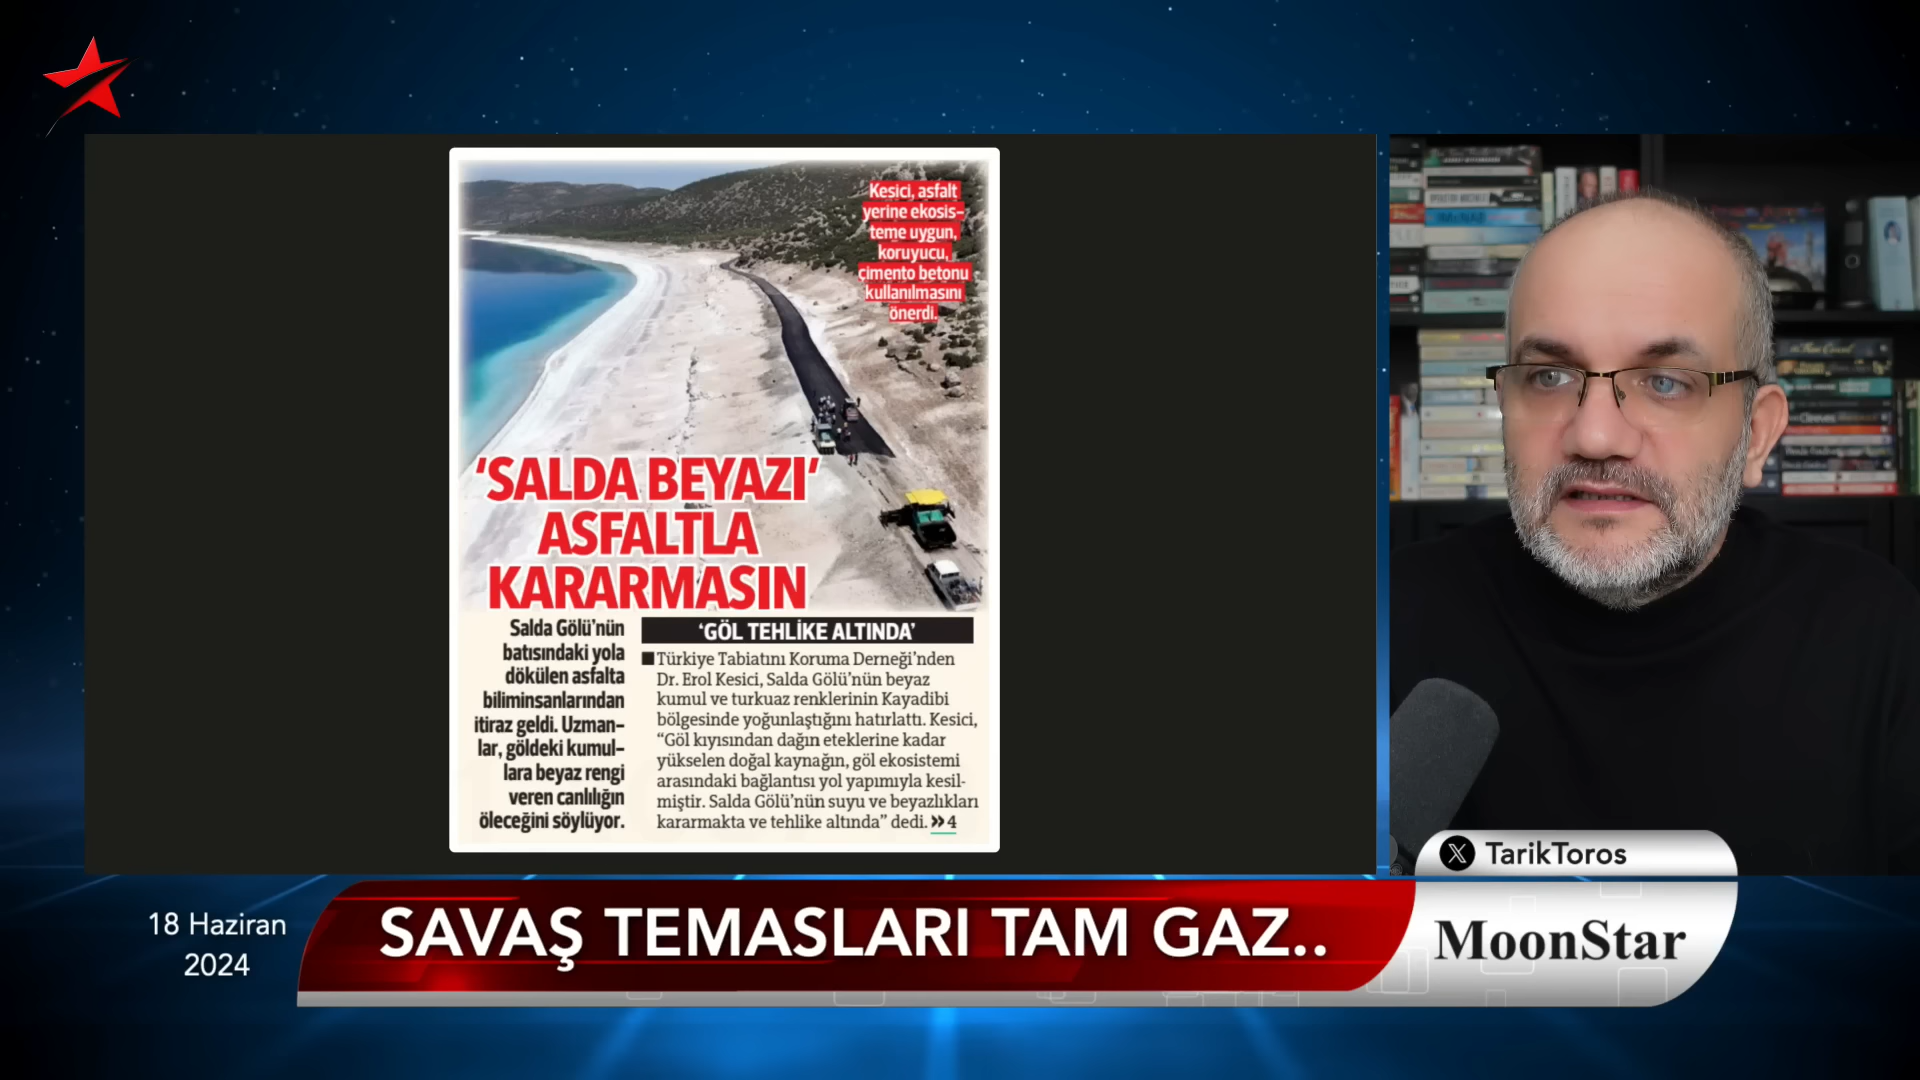 Kesici, asfalt
yerine ekosis-
teme uygun,
koruyucu,
çimento betonu
kullanılmasını
önerdi.
‘SALDA BEYAZI’
ASFALTLA
KARARMASIN
Salda Gölü’nün
batısındaki yola
dökülen asfalta
biliminsanlarından
itiraz geldi. Uzman-
lar, göldeki kumul-
lara beyaz rengi
veren canlılığın
öleceğini söylüyor.
‘GÖL TEHLİKE ALTINDA’
Türkiye Tabiatını Koruma Derneği’nden
Dr. Erol Kesici, Salda Gölü’nün beyaz
kumul ve turkuaz renklerinin Kayadibi
bölgesinde yoğunlaştığını hatırlattı. Kesici,
“Göl kıyısından dağın eteklerine kadar
yükselen doğal kaynağın, göl ekosistemi
arasındaki bağlantısı yol yapımıyla kesil-
miştir. Salda Gölü’nün suyu ve beyazlıkları
kararmakta ve tehlike altında” dedi. » 4
TarikToros
18 Haziran
2024
SAVAŞ TEMASLARI TAM GAZ..
MoonStar